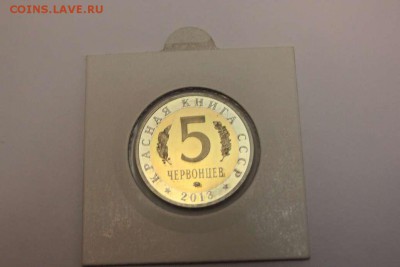 COINS.LAVE.RU
КРАСНАЯ КНИГА СССР
5
ЧЕРВОНЦЕВ
2013